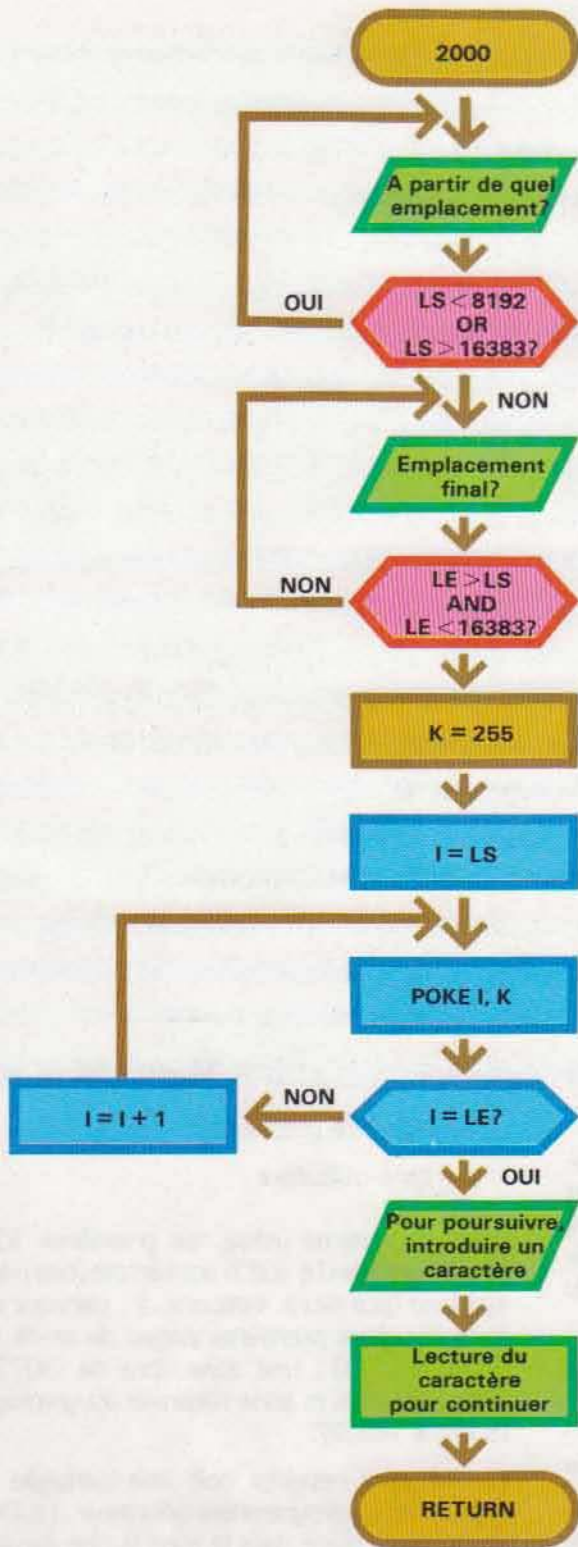 2000
A partir de quel
emplacement?
OUI
LS < 8192
OR
LS > 16383?
NON
Emplacement
final?
NON
LE > LS
AND
LE < 16383?
K = 255
I = LS
POKE I, K
I = I + 1
NON
I = LE?
OUI
Pour poursuivre,
introduire un
caractère
Lecture du
caractère
pour continuer
RETURN